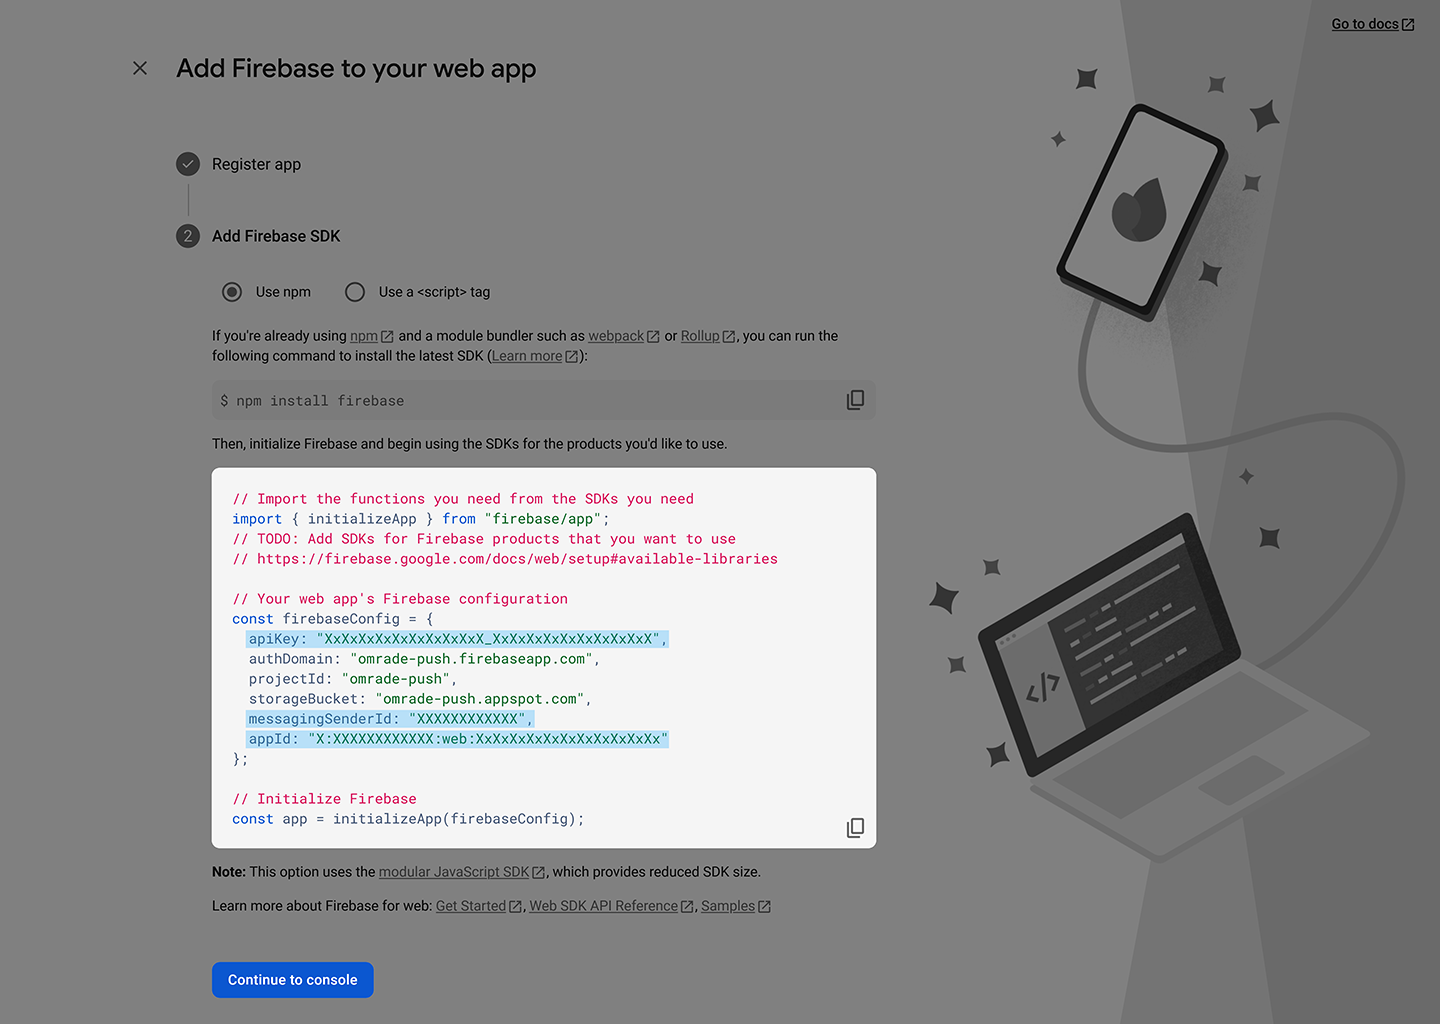 Go to docs
Add Firebase to your web app
Register app
2 Add Firebase SDK
Use npm Use a <script> tag
If you're already using npm and a module bundler such as webpack or Rollup, you can run the
following command to install the latest SDK (Learn more):
$ npm install firebase
Then, initialize Firebase and begin using the SDKs for the products you'd like to use.
// Import the functions you need from the SDKs you need
import { initializeApp } from "firebase/app";
// TODO: Add SDKs for Firebase products that you want to use
// https://firebase.google.com/docs/web/setup#available-libraries
// Your web app's Firebase configuration
const firebaseConfig = {
apiKey: "XxXxXxXxXxXxXxXxXxX_XxXxXxXxXxXxXxXxXxX",
authDomain: "omrade-push.firebaseapp.com",
projectId: "omrade-push",
storageBucket: "omrade-push.appspot.com",
messagingSenderId: "XXXXXXXXXXXX",
appId: "X:XXXXXXXXXXXX:web:XxXxXxXxXxXxXxXxXxXxXx"
};
// Initialize Firebase
const app = initializeApp(firebaseConfig);
Note: This option uses the modular JavaScript SDK, which provides reduced SDK size.
Learn more about Firebase for web: Get Started, Web SDK API Reference, Samples
Continue to console
</>